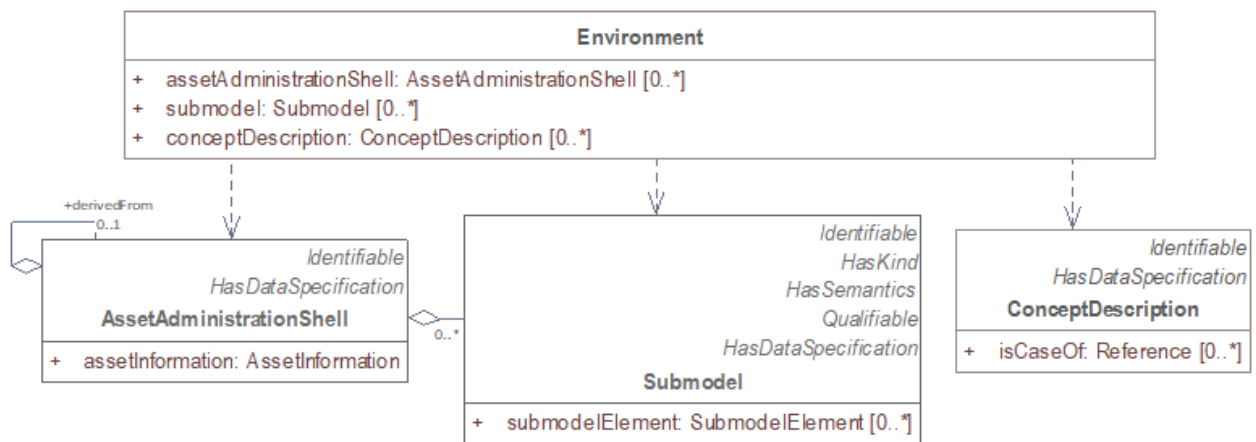 Environment
+ assetAdministrationShell: AssetAdministrationShell [0..*]
+ submodel: Submodel [0..*]
+ conceptDescription: ConceptDescription [0..*]
+derivedFrom
0..1
Identifiable
HasDataSpecification
AssetAdministrationShell
+ assetInformation: AssetInformation
0..*
Identifiable
HasKind
HasSemantics
Qualifiable
HasDataSpecification
Submodel
+ submodelElement: SubmodelElement [0..*]
Identifiable
HasDataSpecification
ConceptDescription
+ isCaseOf: Reference [0..*]